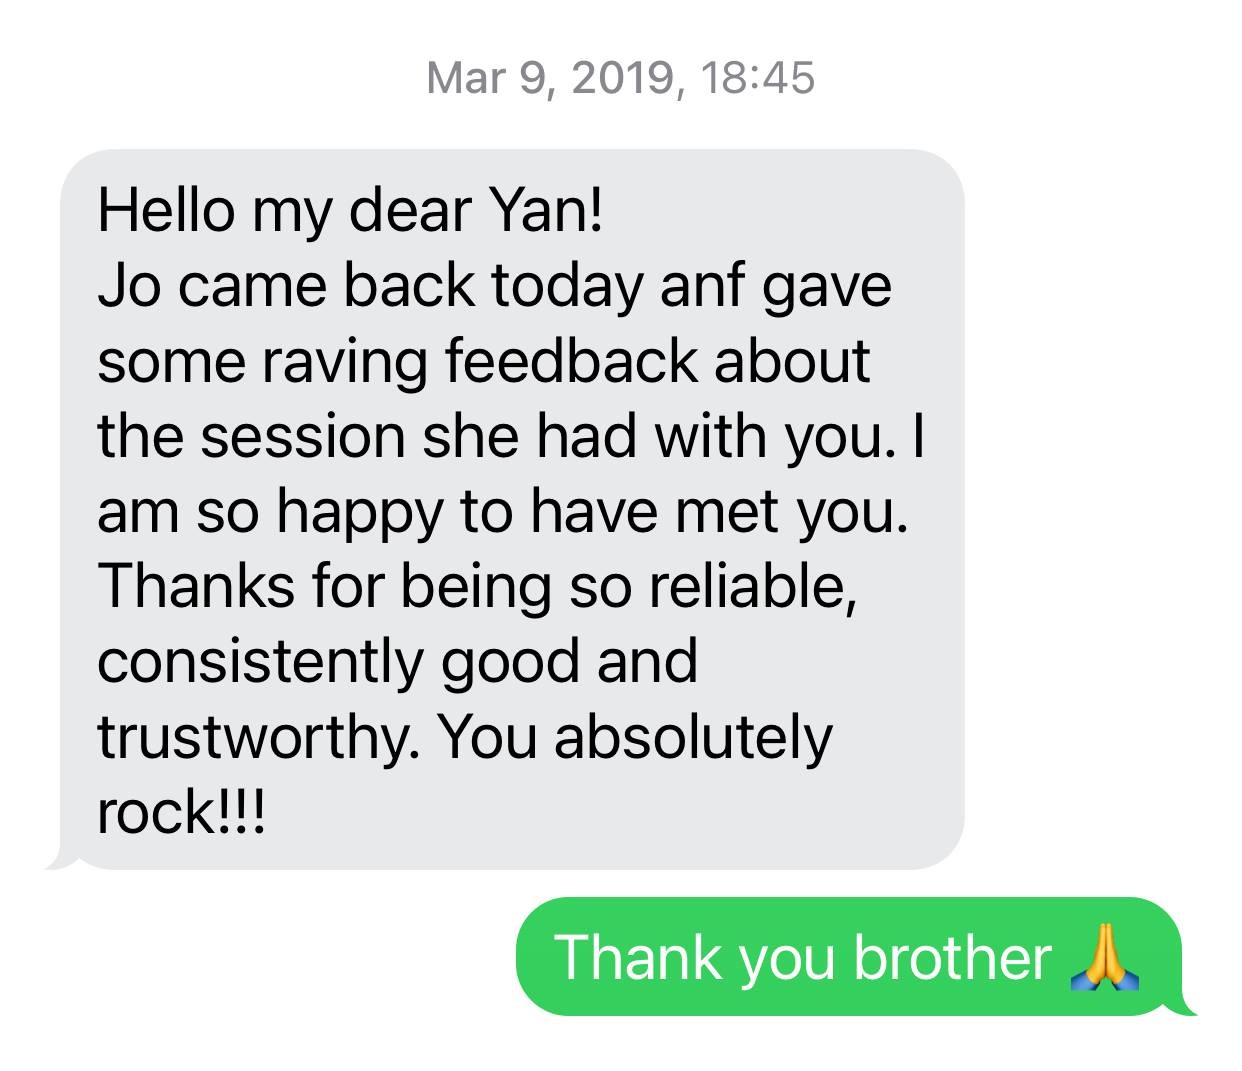 Mar 9, 2019, 18:45
Hello my dear Yan!
Jo came back today anf gave
some raving feedback about
the session she had with you. I
am so happy to have met you.
Thanks for being so reliable,
consistently good and
trustworthy. You absolutely
rock!!!
Thank you brother 🙏